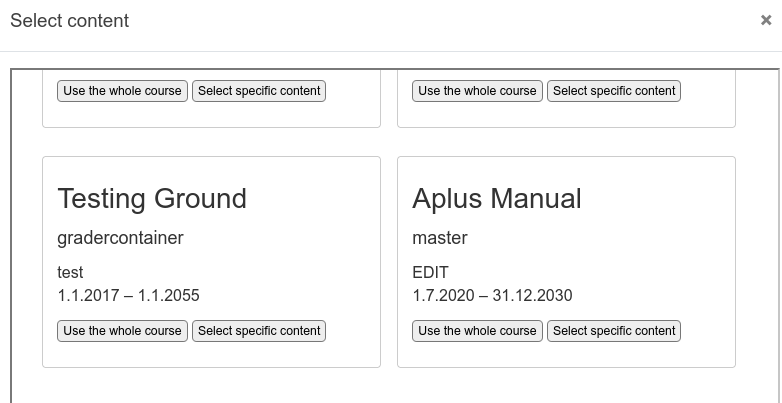 Select content ×
Use the whole course Select specific content
Use the whole course Select specific content
Testing Ground
gradercontainer
test
1.1.2017 – 1.1.2055
Use the whole course Select specific content
Aplus Manual
master
EDIT
1.7.2020 – 31.12.2030
Use the whole course Select specific content